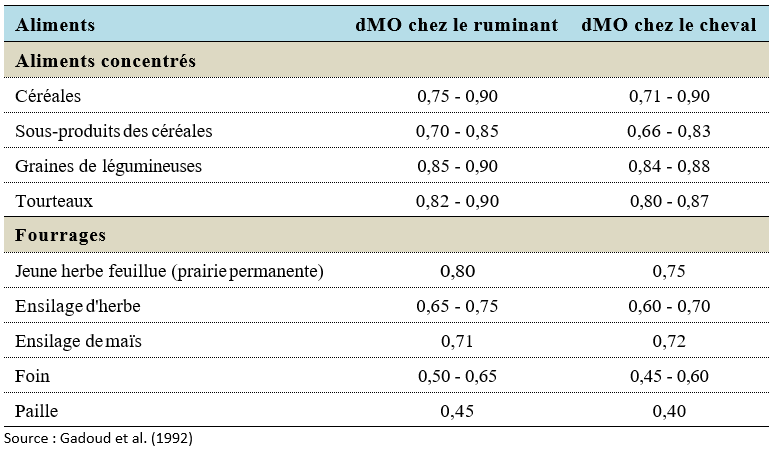 Aliments dMO chez le ruminant dMO chez le cheval
Aliments concentrés
Céréales 0,75 - 0,90 0,71 - 0,90
Sous-produits des céréales 0,70 - 0,85 0,66 - 0,83
Graines de légumineuses 0,85 - 0,90 0,84 - 0,88
Tourteaux 0,82 - 0,90 0,80 - 0,87
Fourrages
Jeune herbe feuillue (prairie permanente) 0,80 0,75
Ensilage d'herbe 0,65 - 0,75 0,60 - 0,70
Ensilage de maïs 0,71 0,72
Foin 0,50 - 0,65 0,45 - 0,60
Paille 0,45 0,40
Source : Gadoud et al. (1992)